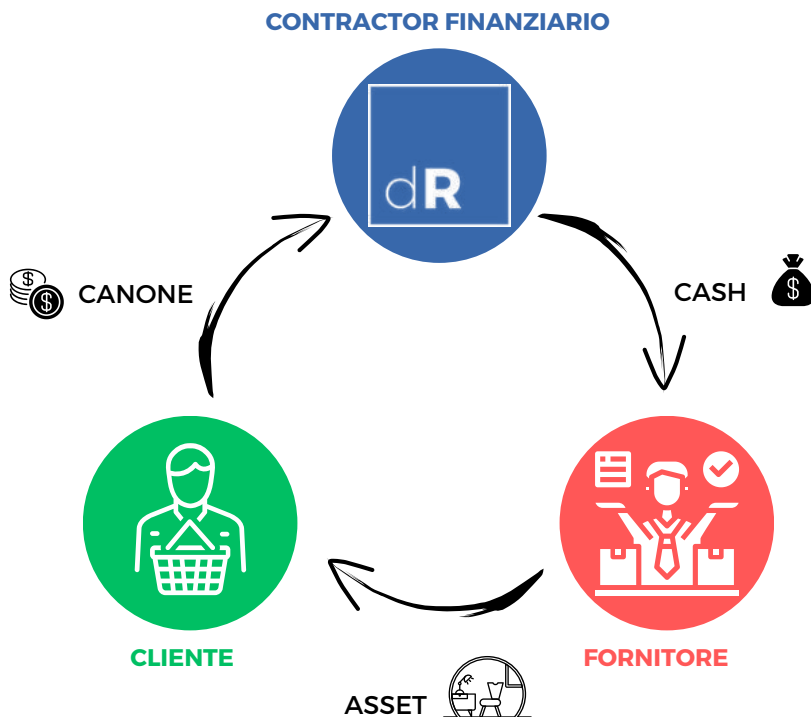 CONTRACTOR FINANZIARIO
dR
$
$
CANONE
CASH
$
CLIENTE
FORNITORE
ASSET